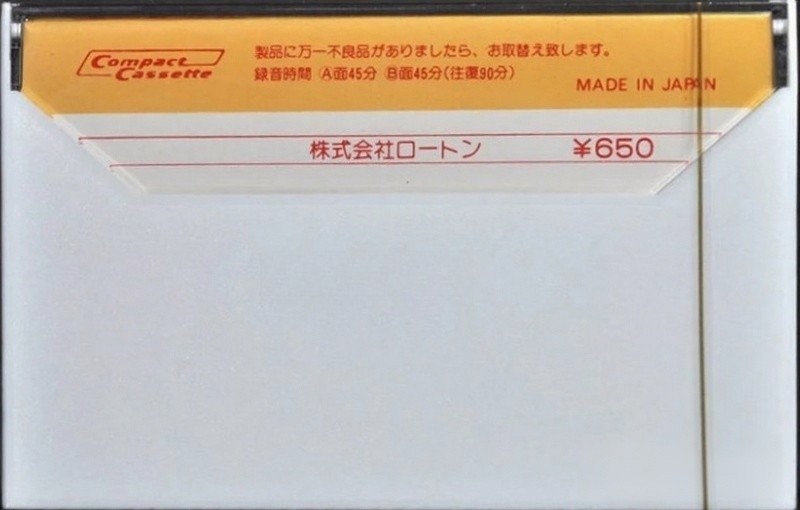 Compact
Cassette
製品に万一不良品がありましたら、お取替え致します。
録音時間 Ⓐ面45分 Ⓑ面45分(往復90分)
MADE IN JAPAN
株式会社ロートン ¥650